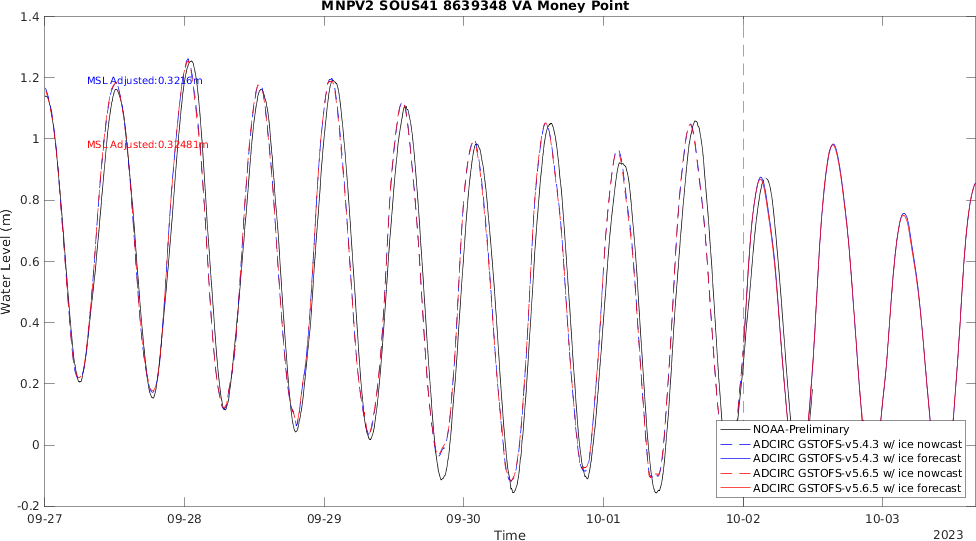 MNPV2 SOUS41 8639348 VA Money Point
1.4
1.2
1
0.8
0.6
0.4
0.2
0
-0.2
Water Level (m)
MSL Adjusted:0.3216m
MSL Adjusted:0.32481m
NOAA-Preliminary
ADCIRC GSTOFS-v5.4.3 w/ ice nowcast
ADCIRC GSTOFS-v5.4.3 w/ ice forecast
ADCIRC GSTOFS-v5.6.5 w/ ice nowcast
ADCIRC GSTOFS-v5.6.5 w/ ice forecast
09-27 09-28 09-29 09-30 10-01 10-02 10-03
Time
2023